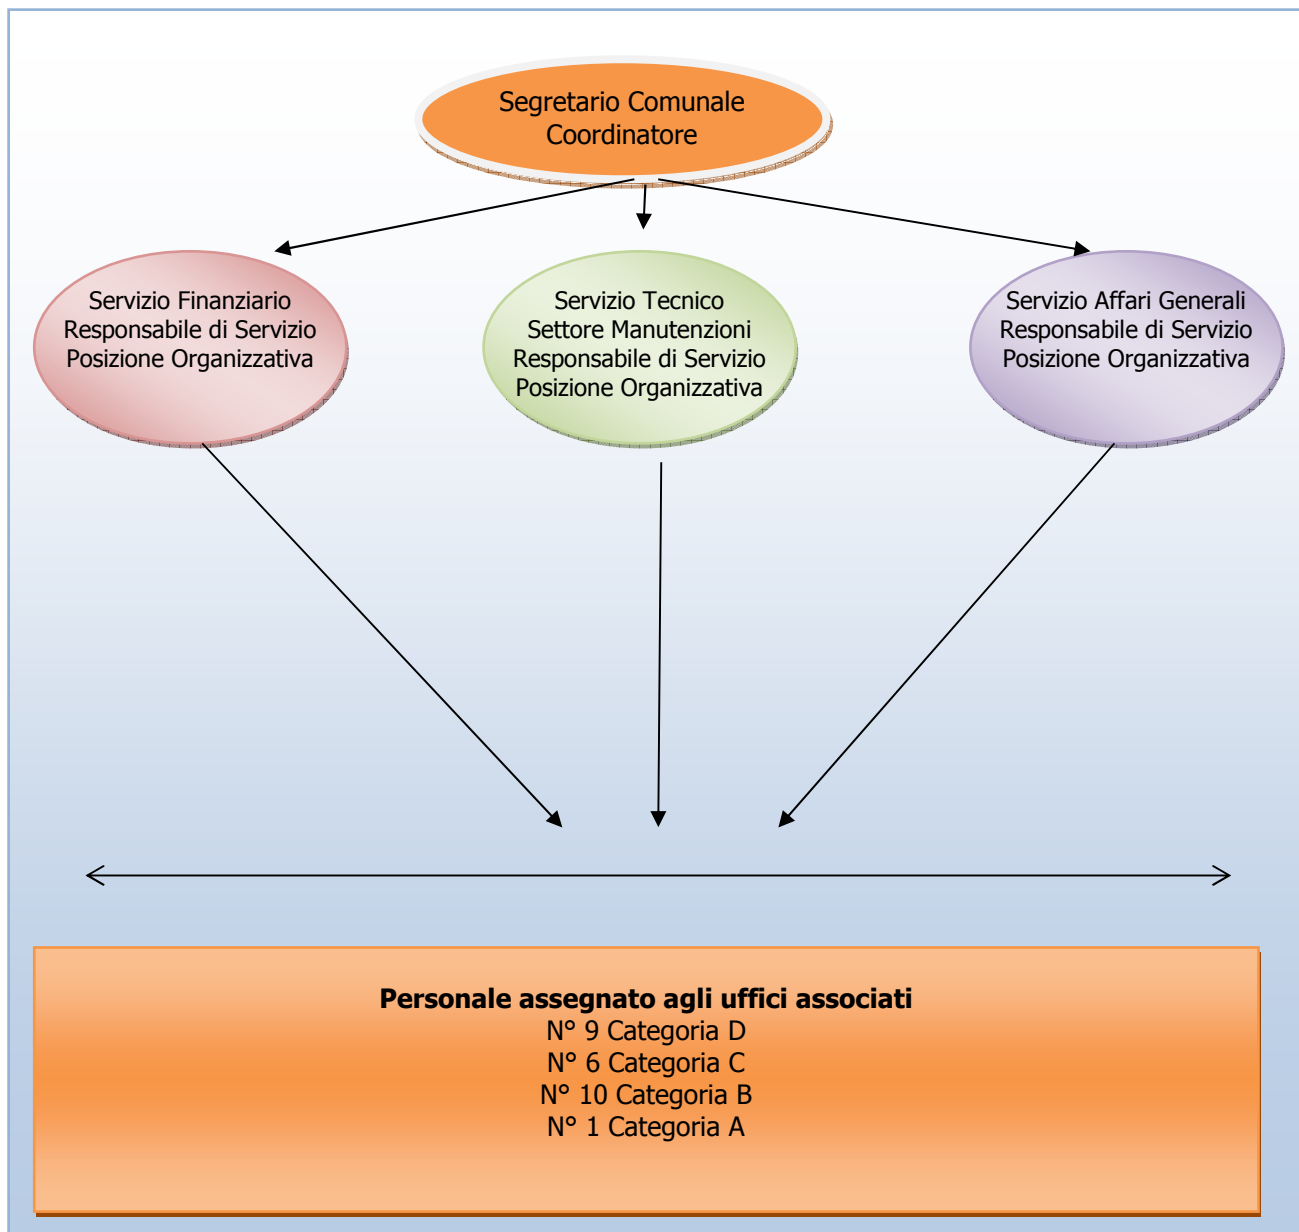 Segretario Comunale
Coordinatore
Servizio Finanziario
Responsabile di Servizio
Posizione Organizzativa
Servizio Tecnico
Settore Manutenzioni
Responsabile di Servizio
Posizione Organizzativa
Servizio Affari Generali
Responsabile di Servizio
Posizione Organizzativa
Personale assegnato agli uffici associati
N° 9 Categoria D
N° 6 Categoria C
N° 10 Categoria B
N° 1 Categoria A